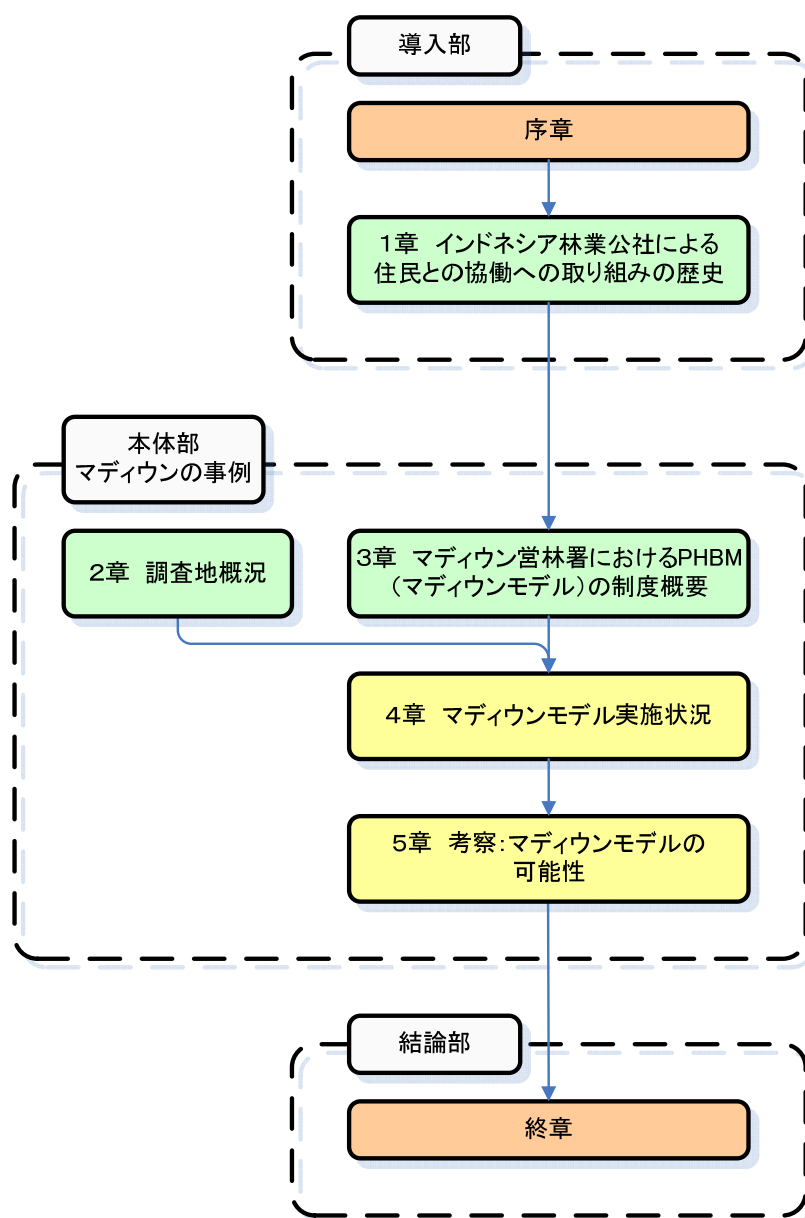 導入部
序章
１章　インドネシア林業公社による
住民との協働への取り組みの歴史
本体部
マディウンの事例
２章　調査地概況
３章　マディウン営林署におけるPHBM
（マディウンモデル）の制度概要
４章　マディウンモデル実施状況
５章　考察：マディウンモデルの
可能性
結論部
終章